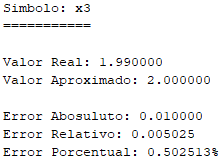 Simbolo: x3
===========
Valor Real: 1.990000
Valor Aproximado: 2.000000
Error Abosuluto: 0.010000
Error Relativo: 0.005025
Error Porcentual: 0.502513%